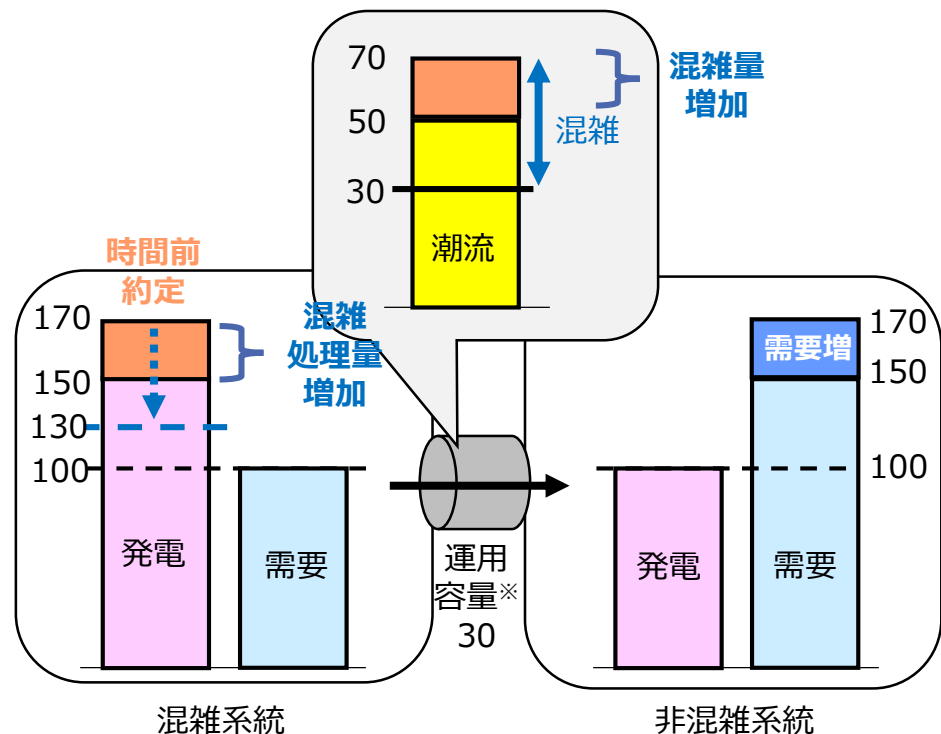 70
50
30
混雑量
増加
混雑
潮流
時間前
約定
170
150
130
100
混雑
処理量
増加
発電
需要
混雑系統
運用
容量※
30
需要増
170
150
100
発電
需要
非混雑系統